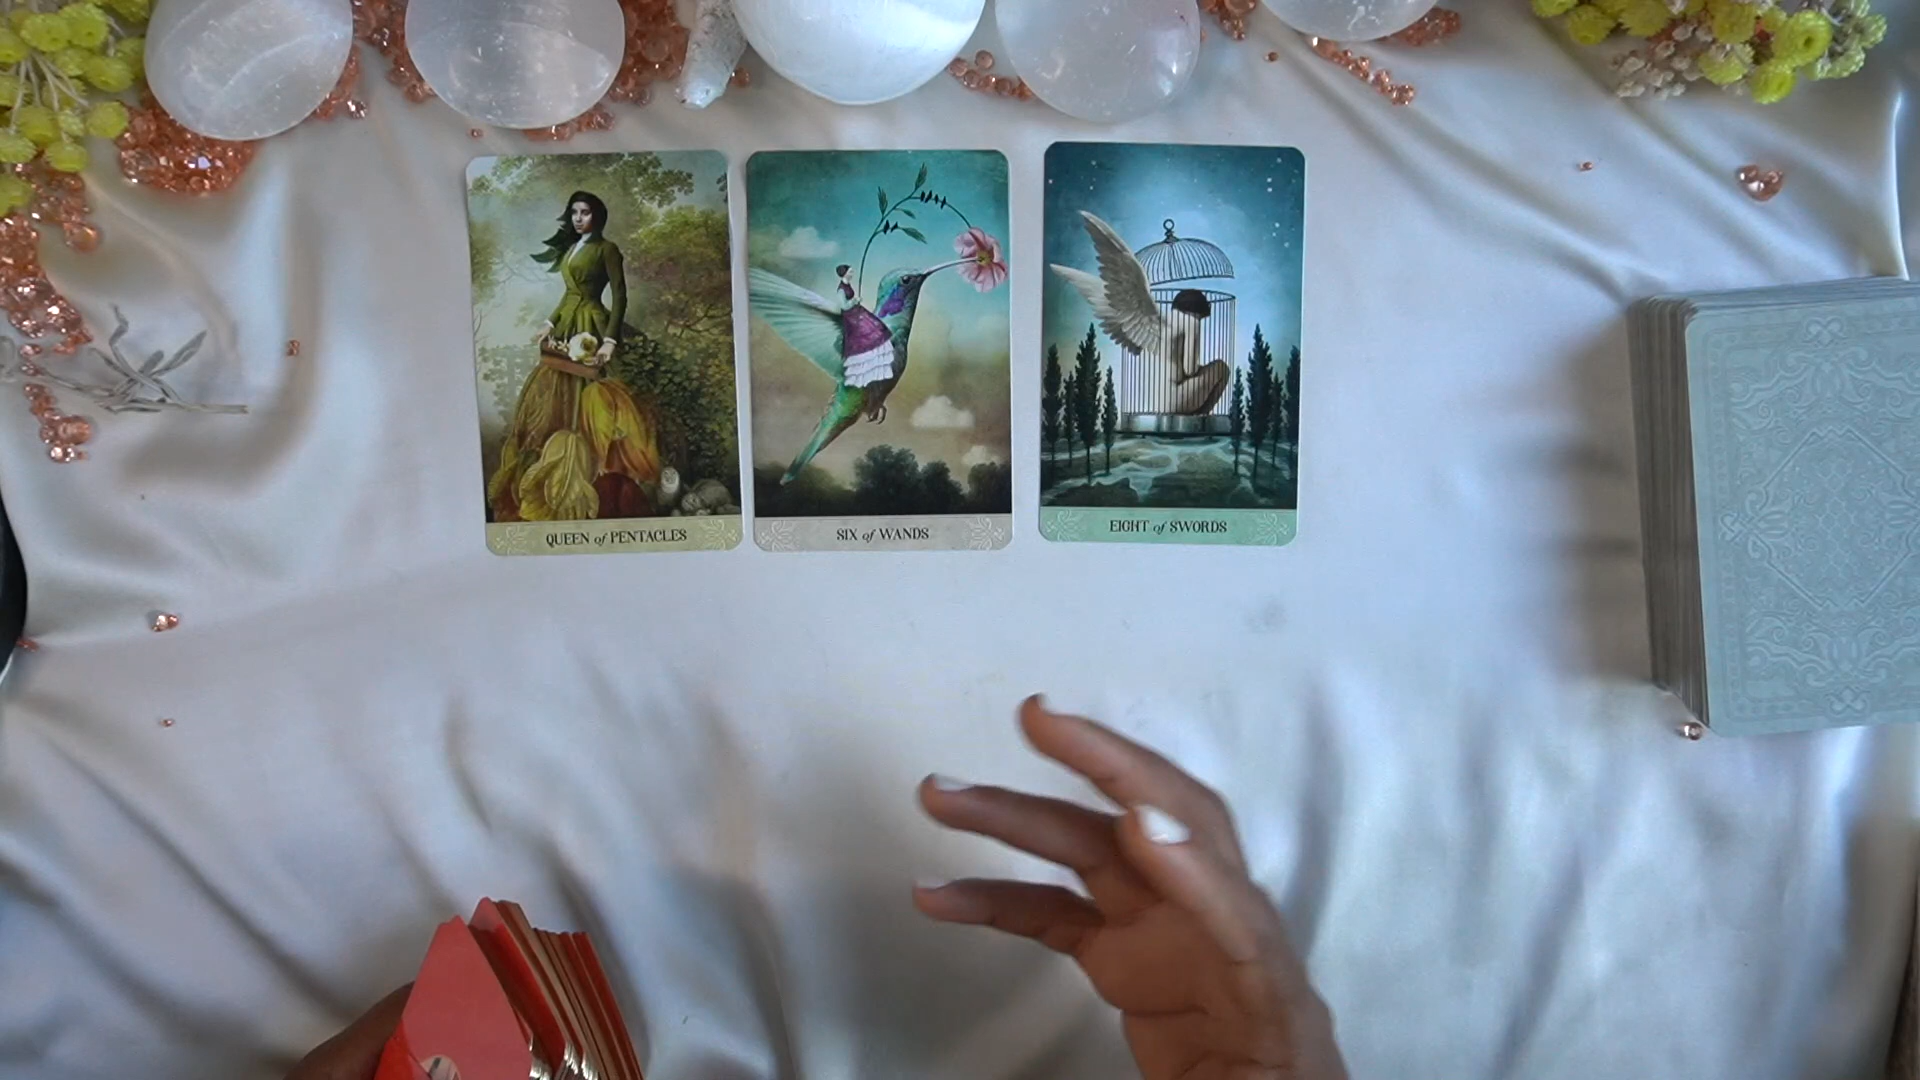 QUEEN of PENTACLES
SIX of WANDS
EIGHT of SWORDS